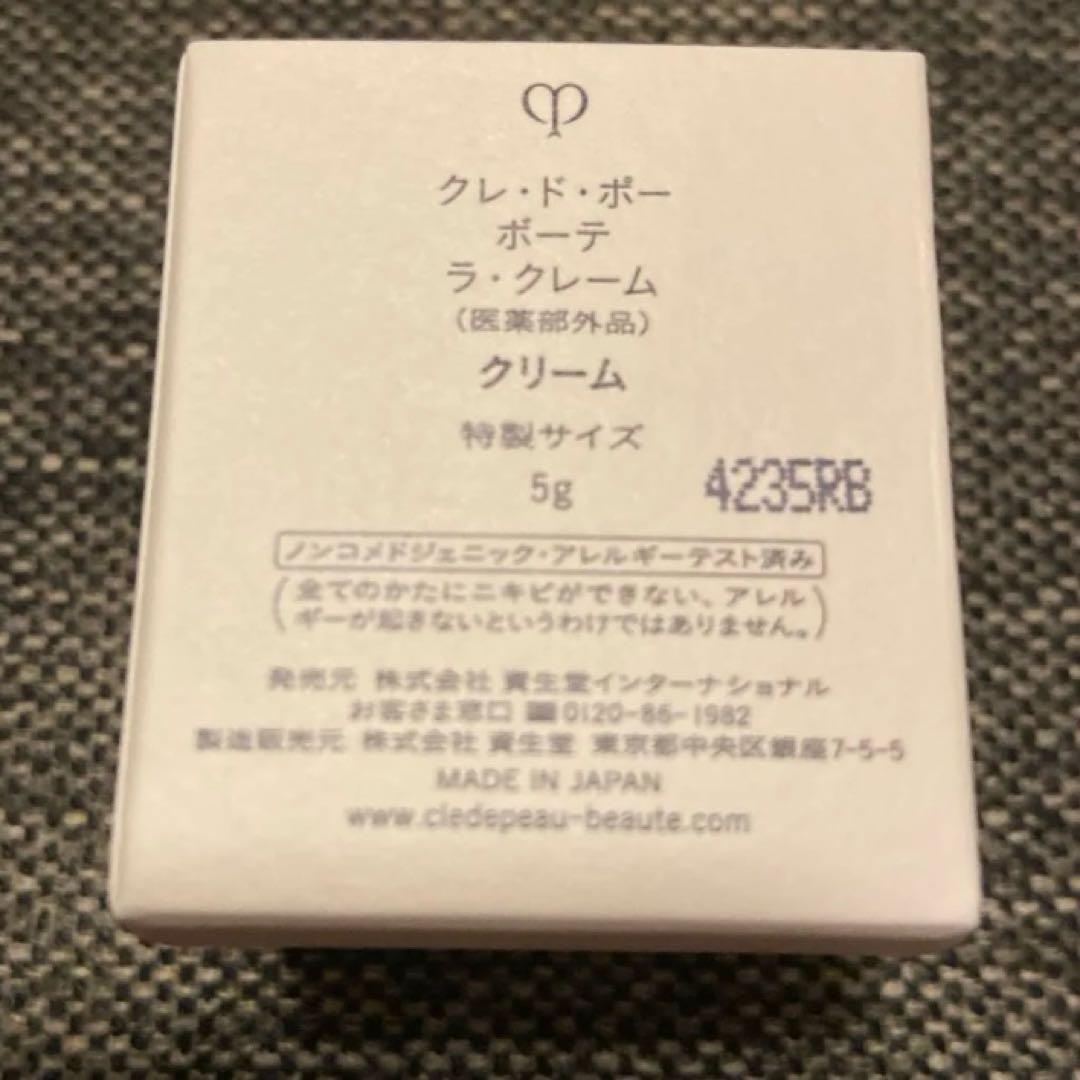 クレ・ド・ポー
ボーテ
ラ・クレーム
(医薬部外品)
クリーム
特製サイズ
5g
4235RB
ノンコメドジェニック・アレルギーテスト済み
(全てのかたにニキビができない、アレル
ギーが起きないというわけではありません。)
発売元 株式会社 資生堂インターナショナル
お客さま窓口 0120-86-1982
製造販売元 株式会社 資生堂 東京都中央区銀座7-5-5
MADE IN JAPAN
www.cledepeau-beaute.com